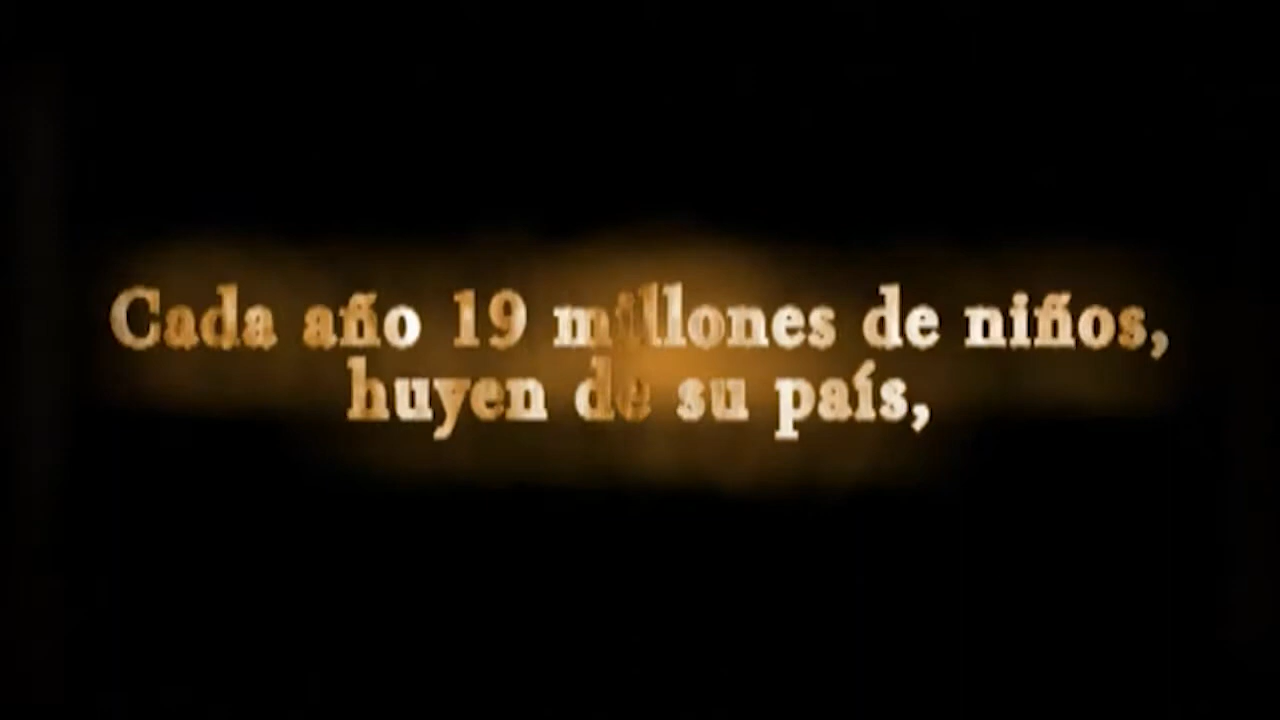 Cada año 19 millones de niños,
huyen de su país,